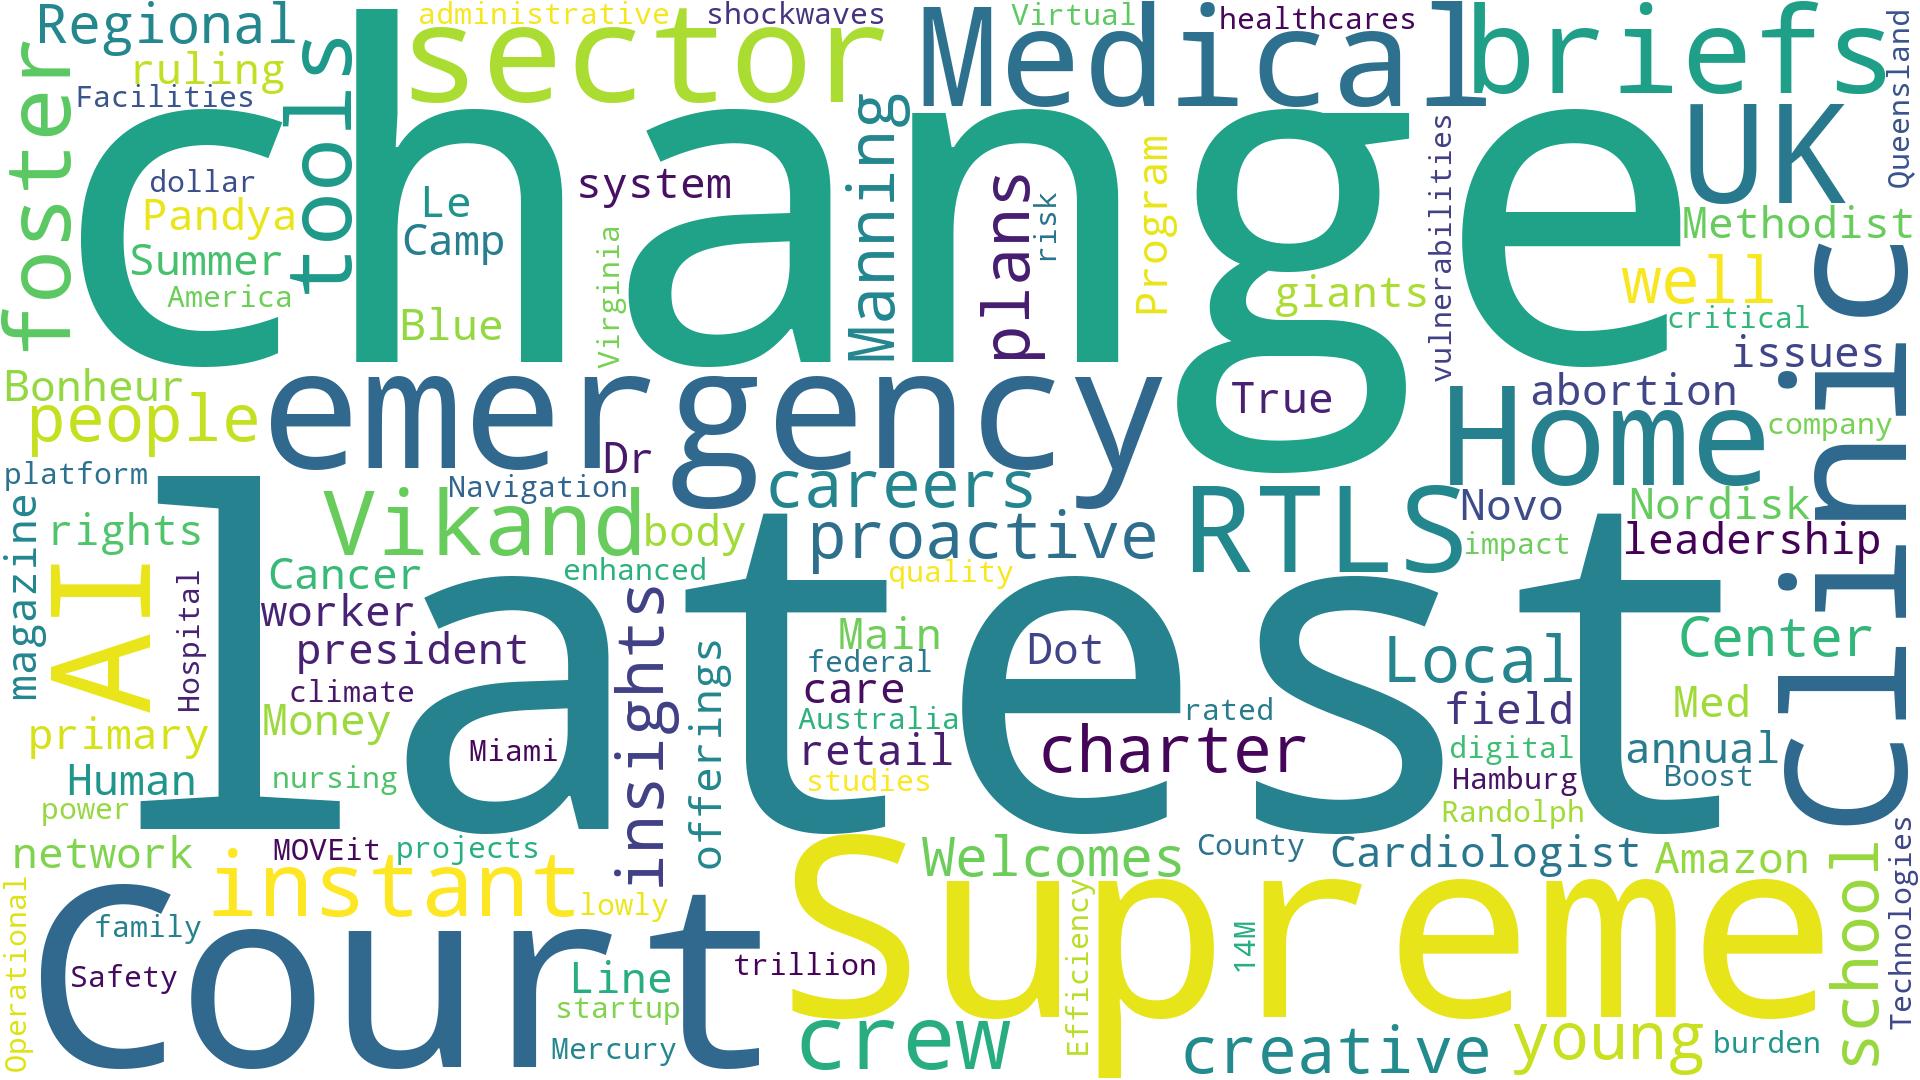 Regional
administrative
shockwaves
Virtual
healthcares
sector
Medical
briefs
Queensland
ruling
Facilities
foster
tools
change
Manning
UK
dollar
Pandya
Summer
America
Le
Camp
Blue
system
Virginia
plans
risk
Program
giants
vulnerabilities
Methodist
well
critical
issues
Clinic
Bonheur
people
emergency
True
Home
abortion
company
platform
Dr
Navigation
careers
RTLS
Novo
Nordisk
magazine
rights
Vikand
body
proactive
impact
leadership
AI
Hospital
Cancer
enhanced
quality
worker
president
climate
Money
latest
insights
offerings
Main
federal
care
Australia
retail
studies
Dot
charter
rated
Local
field
digital
Hamburg
Randolph
Center
Med
annual
Boost
primary
Human
power
nursing
Miami
network
MOVEit
projects
instant
lowly
Welcomes
County
Cardiologist
Amazon
Technologies
school
Operational
family
Safety
Court
Supreme
trillion
Line
startup
Mercury
Efficiency
14M
crew
creative
young
burden